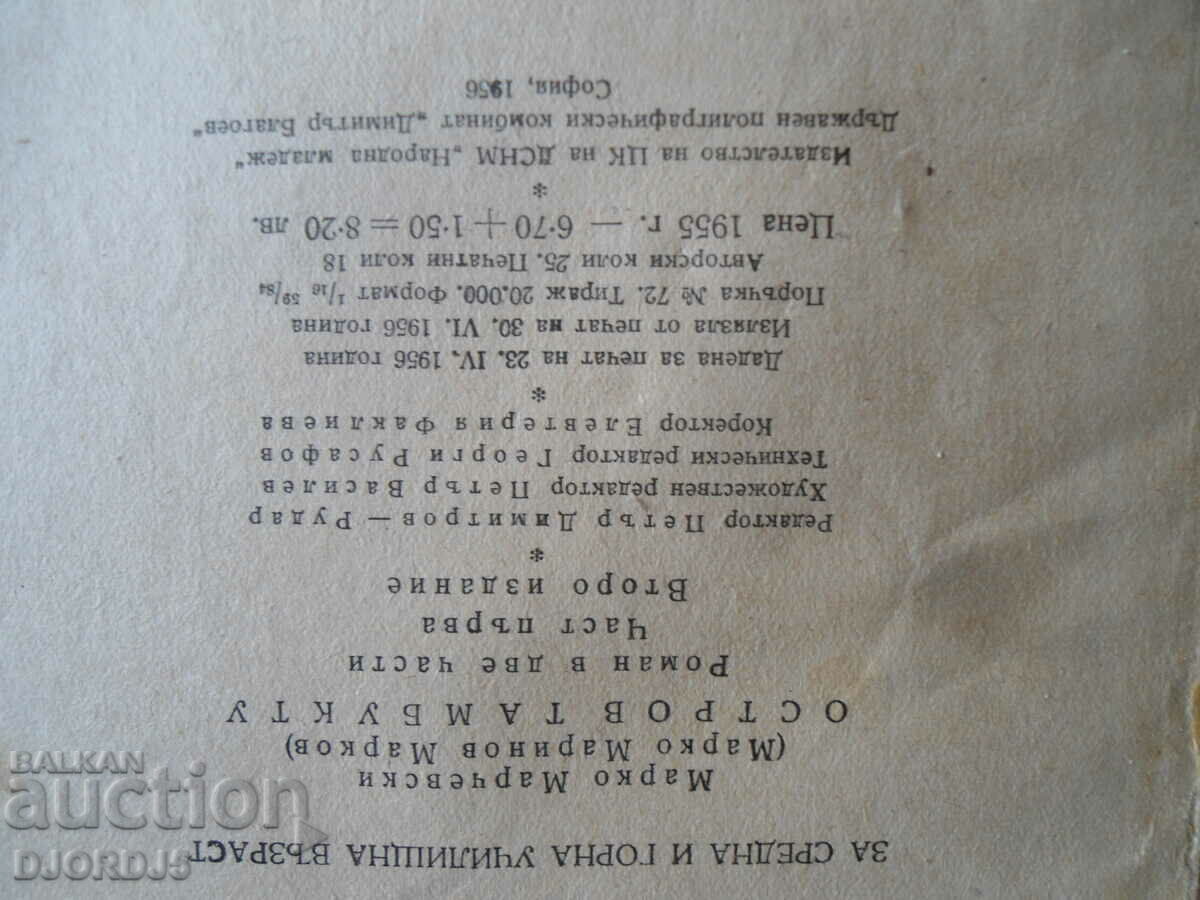 ЗА СРЕДНА И ГОРНА УЧИЛИЩНА ВЪЗРАСТ
Марко Марчевски
(Марко Маринов Марков)
ОСТРОВ ТАМБУКТУ
Роман в две части
Част първа
Второ издание
*
Редактор Петър Димитров — Рудар
Художествен редактор Петър Василев
Технически редактор Георги Русафов
Коректор Елевтерия Факлиева
*
Дадена за печат на 23. IV. 1956 година
Излязла от печат на 30. VI. 1956 година
Поръчка № 72. Тираж 20.000. Формат 1/16 59/84
Авторски коли 25. Печатни коли 18
Цена 1955 г. — 6·70 + 1·50 = 8·20 лв.
*
Издателство на ЦК на ДСНМ „Народна младеж"
Държавен полиграфически комбинат „Димитър Благоев"
София, 1956
BALKAN
auction
DJORDJ5